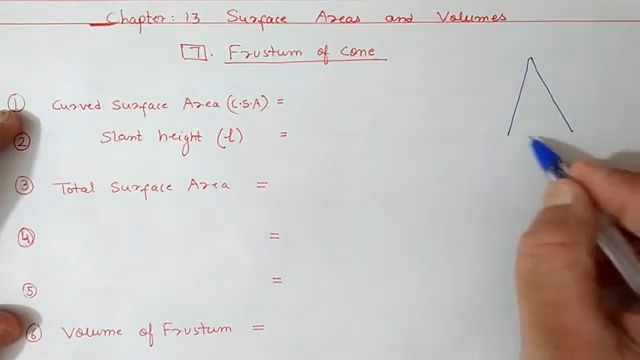 Chapter: 13 Surface Areas and Volumes
7. Frustum of Cone
① Curved Surface Area (C.S.A) =
② Slant height (l) =
③ Total Surface Area =
④ =
⑤ =
⑥ Volume of Frustum =